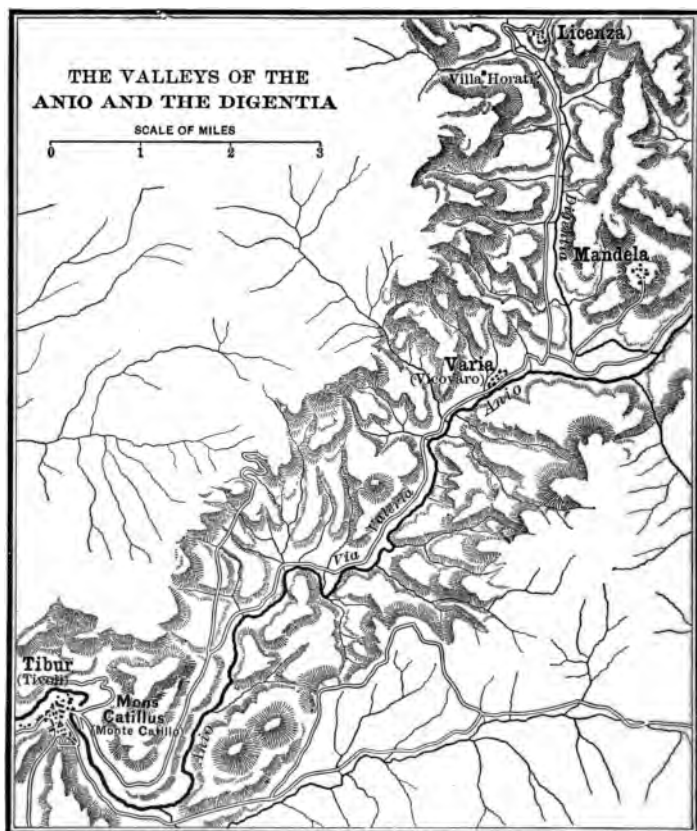 THE VALLEYS OF THE
ANIO AND THE DIGENTIA
SCALE OF MILES
0 1 2 3
(Licenza)
Villa Horati
Digentia
Mandela
Varia
(Vicovaro)
Anio
Via Valeria
Tibur
(Tivoli)
Mons
Catillus
(Monte Catillo)
Anio